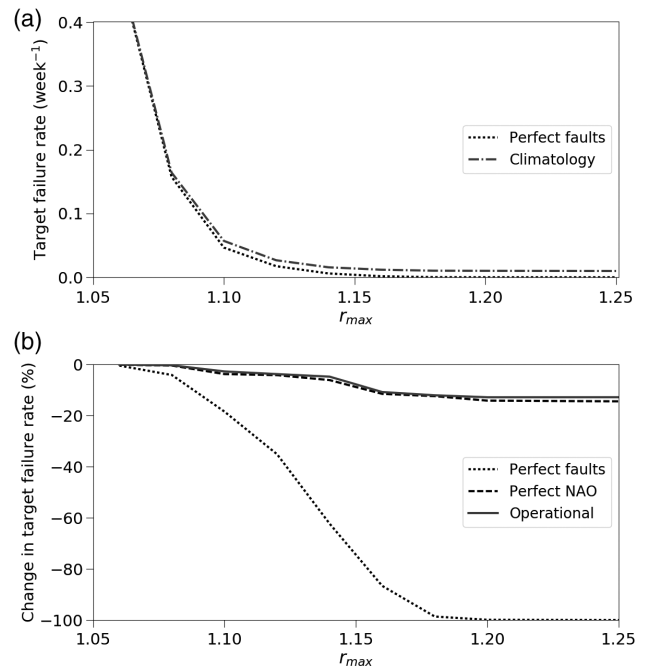 (a)
Target failure rate (week⁻¹)
0.4
0.3
0.2
0.1
0.0
Perfect faults
Climatology
1.05 1.10 1.15 1.20 1.25
r_max
(b)
Change in target failure rate (%)
0
−20
−40
−60
−80
−100
Perfect faults
Perfect NAO
Operational
1.05 1.10 1.15 1.20 1.25
r_max